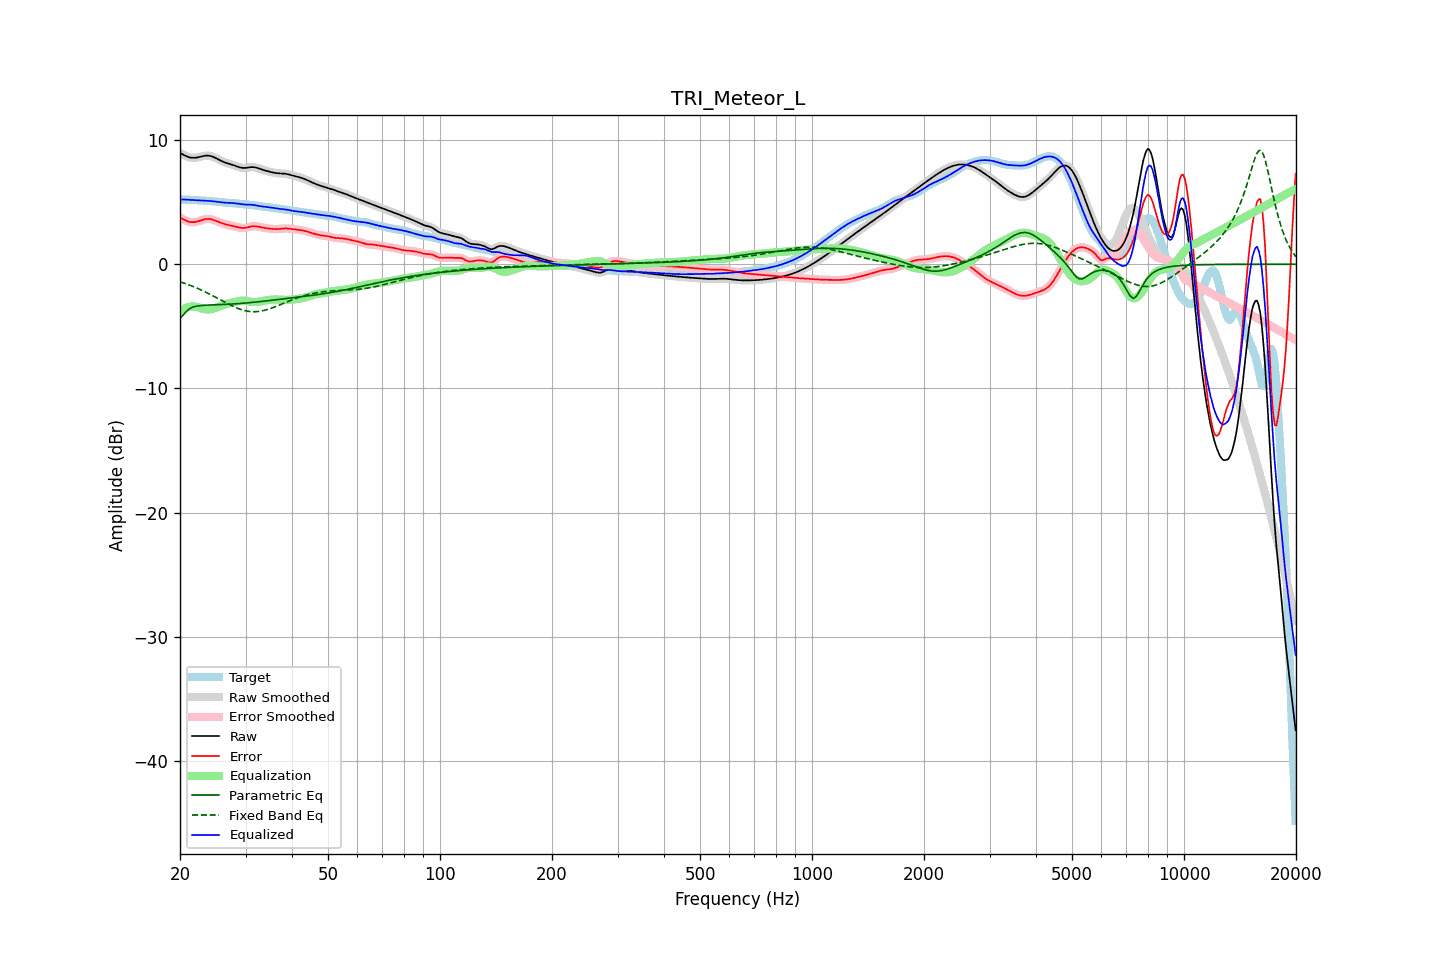 TRI_Meteor_L
10
0
−10
−20
−30
−40
Amplitude (dBr)
Target
Raw Smoothed
Error Smoothed
Raw
Error
Equalization
Parametric Eq
Fixed Band Eq
Equalized
20 50 100 200 500 1000 2000 5000 10000 20000
Frequency (Hz)